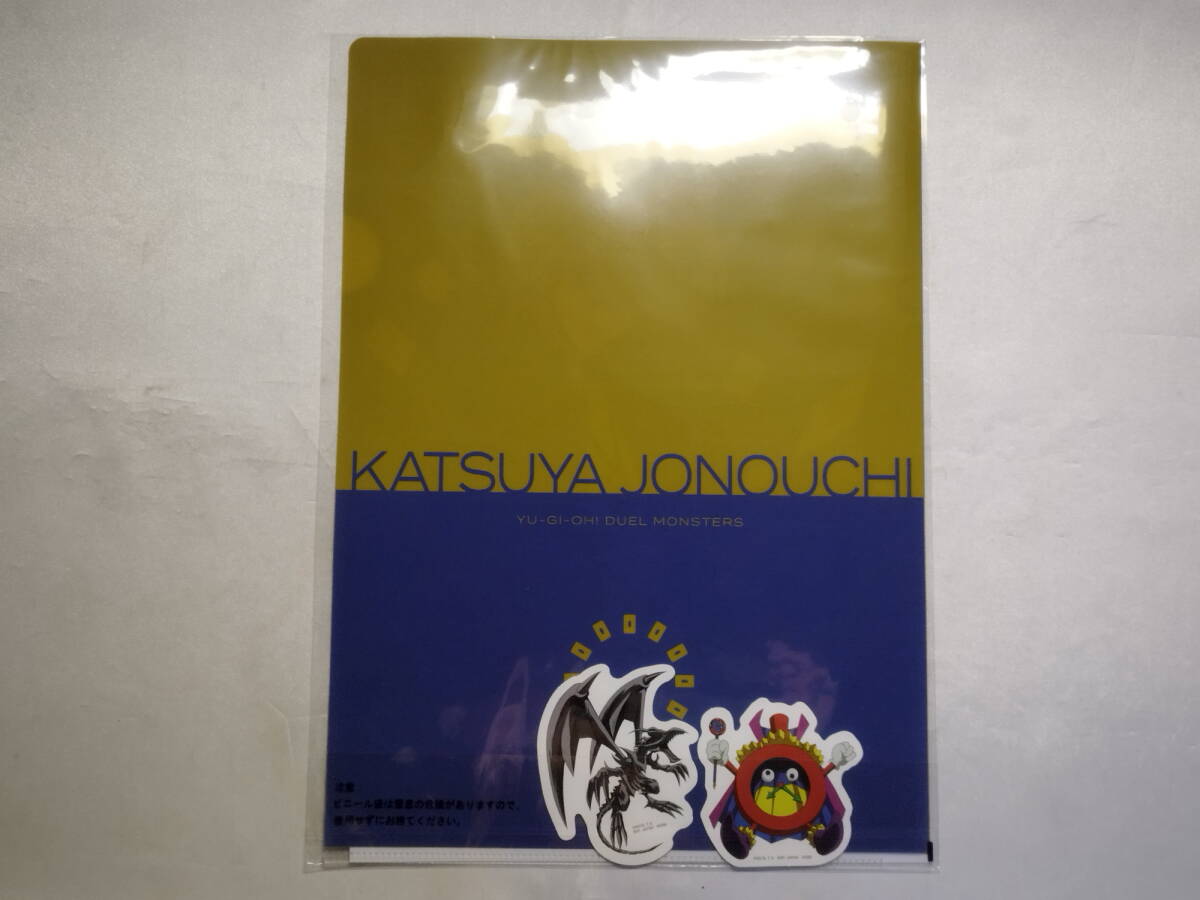 KATSUYA JONOUCHI
YU-GI-OH! DUEL MONSTERS
注意
ビニール袋は窒息の危険がありますので、
使用せずにお捨てください。